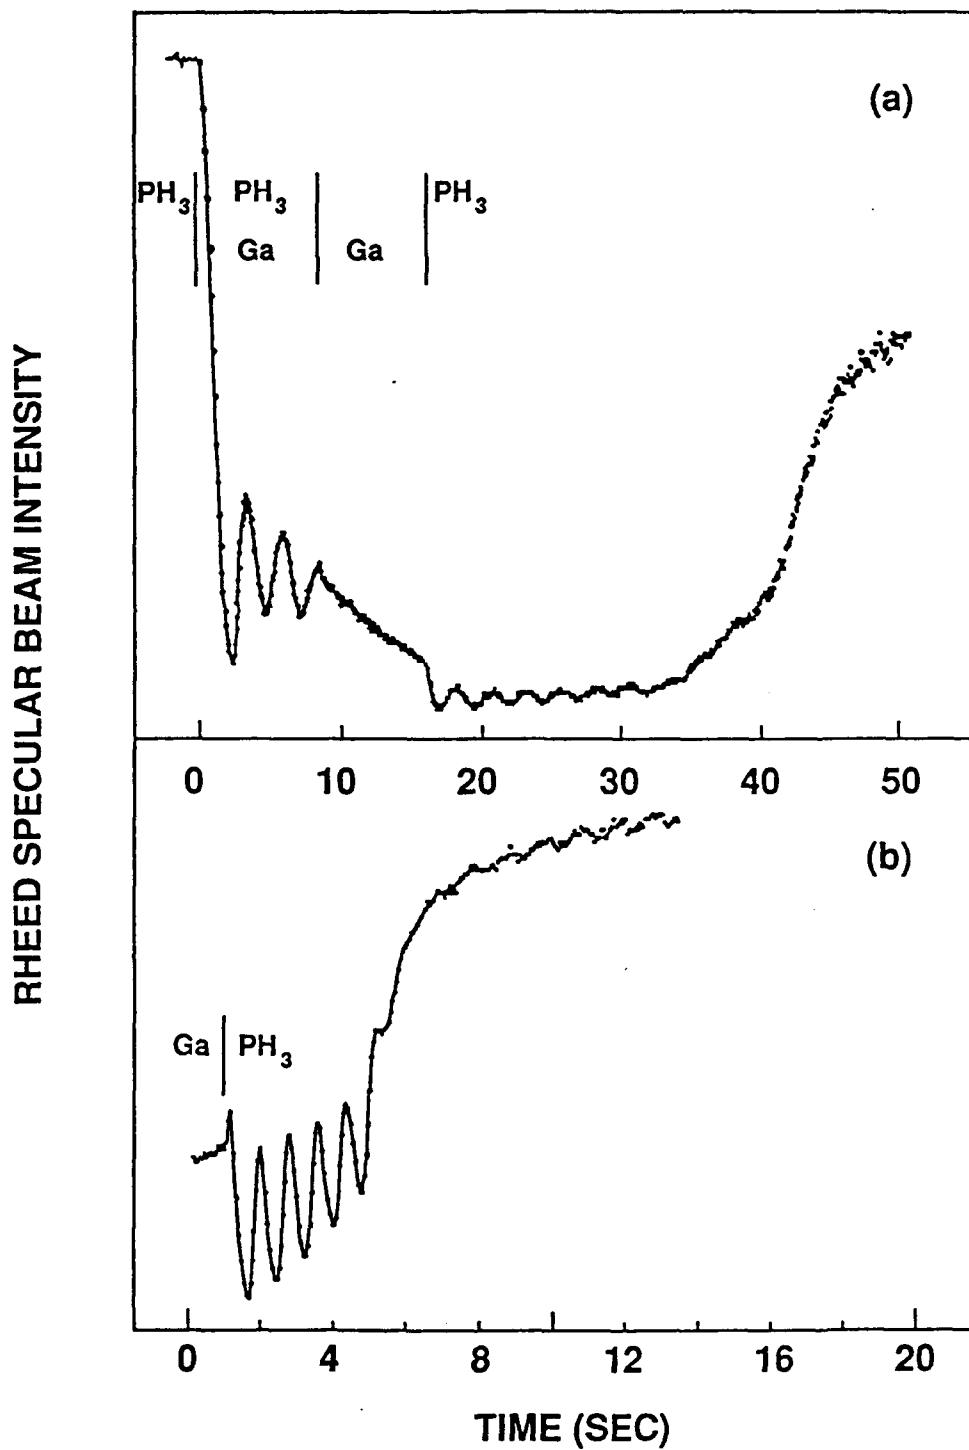 (a)
PH3 PH3 PH3
Ga Ga
RHEED SPECULAR BEAM INTENSITY
0 10 20 30 40 50
(b)
Ga PH3
0 4 8 12 16 20
TIME (SEC)